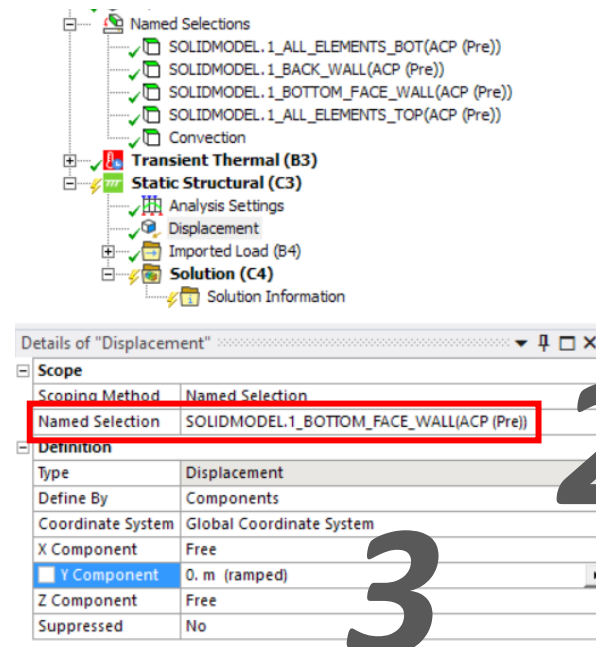 Named Selections
SOLIDMODEL.1_ALL_ELEMENTS_BOT(ACP (Pre))
SOLIDMODEL.1_BACK_WALL(ACP (Pre))
SOLIDMODEL.1_BOTTOM_FACE_WALL(ACP (Pre))
SOLIDMODEL.1_ALL_ELEMENTS_TOP(ACP (Pre))
Convection
Transient Thermal (B3)
Static Structural (C3)
Analysis Settings
Displacement
Imported Load (B4)
Solution (C4)
Solution Information
Details of "Displacement"
Scope
Scoping Method Named Selection
Named Selection SOLIDMODEL.1_BOTTOM_FACE_WALL(ACP (Pre))
2
Definition
Type Displacement
Define By Components
Coordinate System Global Coordinate System
X Component Free
Y Component 0. m (ramped)
Z Component Free
Suppressed No
3